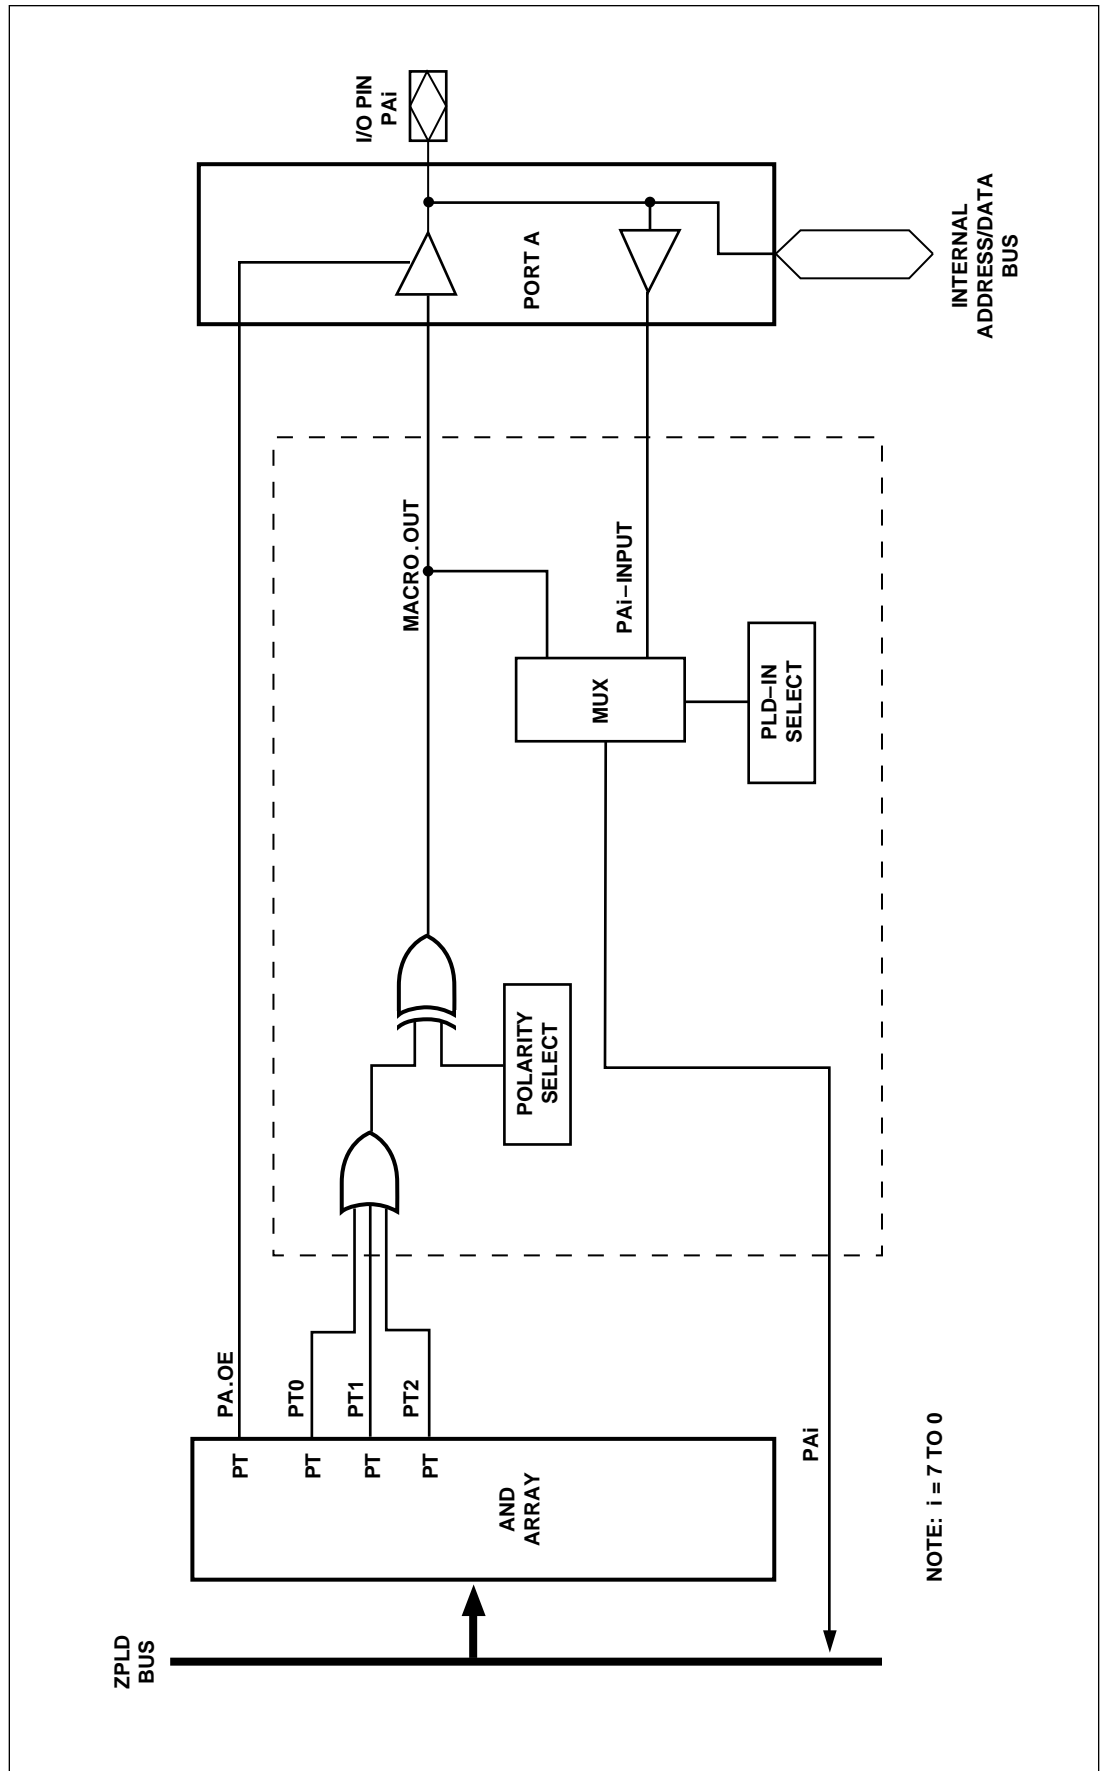 ZPLD
BUS
AND
ARRAY
PT
PT
PT
PT
PA.OE
PT0
PT1
PT2
POLARITY
SELECT
MUX
PLD–IN
SELECT
MACRO.OUT
PAi–INPUT
PORT A
I/O PIN
PAi
INTERNAL
ADDRESS/DATA
BUS
PAi
NOTE: i = 7 TO 0